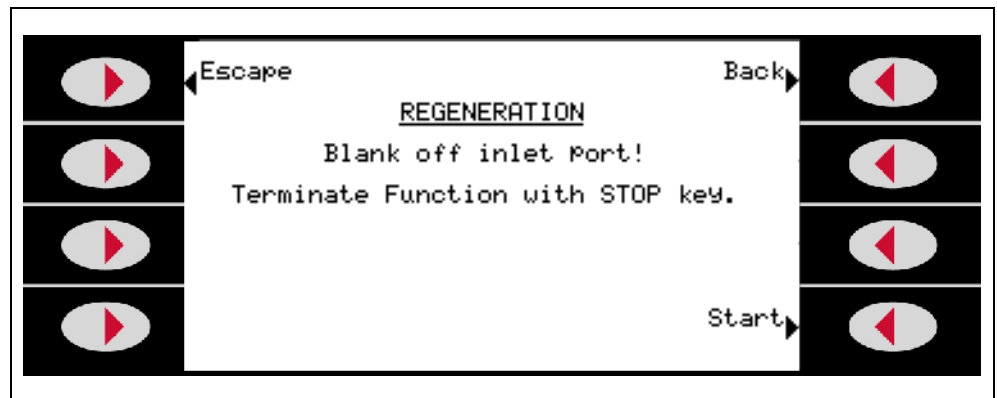 Escape Back
REGENERATION
Blank off inlet Port!
Terminate Function with STOP key.
Start